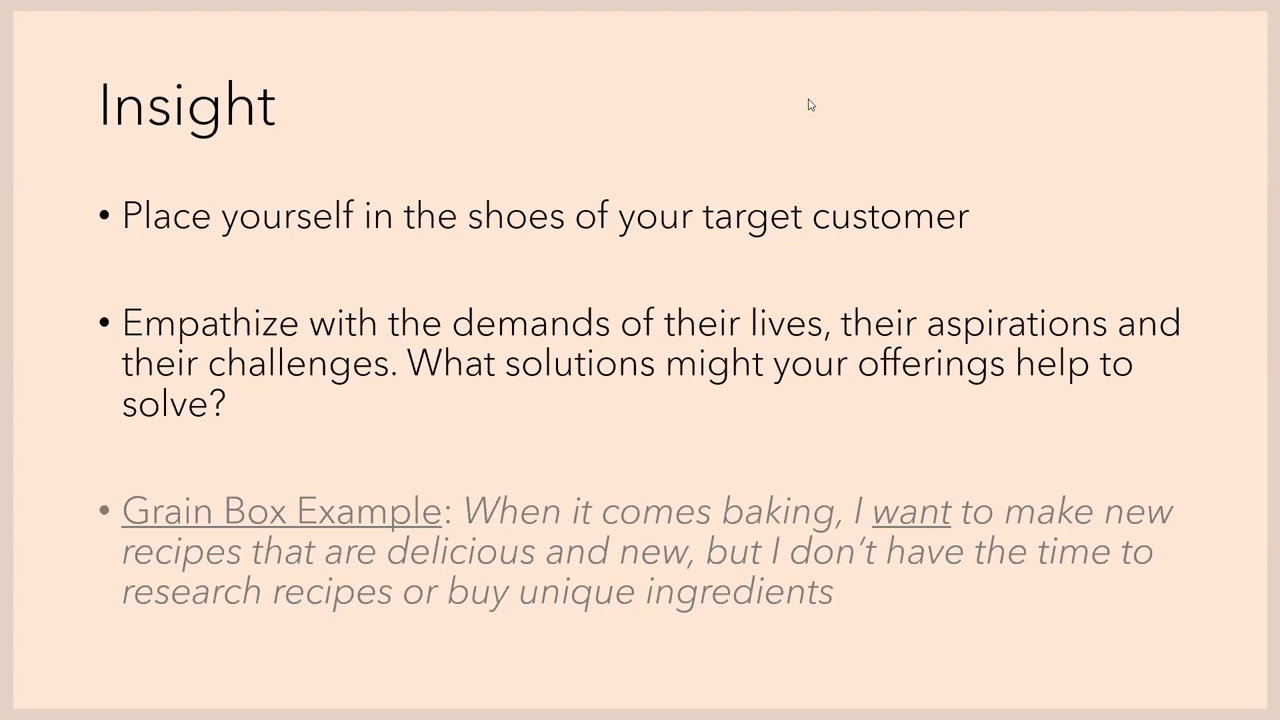 Insight
• Place yourself in the shoes of your target customer
• Empathize with the demands of their lives, their aspirations and
their challenges. What solutions might your offerings help to
solve?
• Grain Box Example: When it comes baking, I want to make new
recipes that are delicious and new, but I don’t have the time to
research recipes or buy unique ingredients